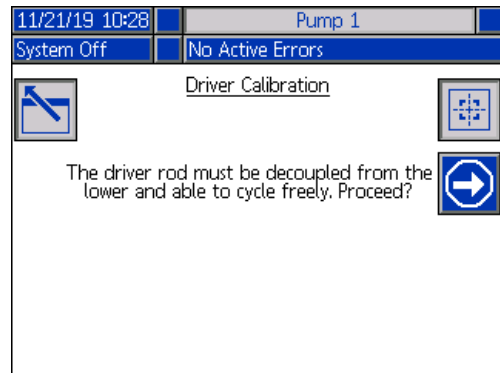 11/21/19 10:28 Pump 1
System Off No Active Errors
Driver Calibration
The driver rod must be decoupled from the
lower and able to cycle freely. Proceed?